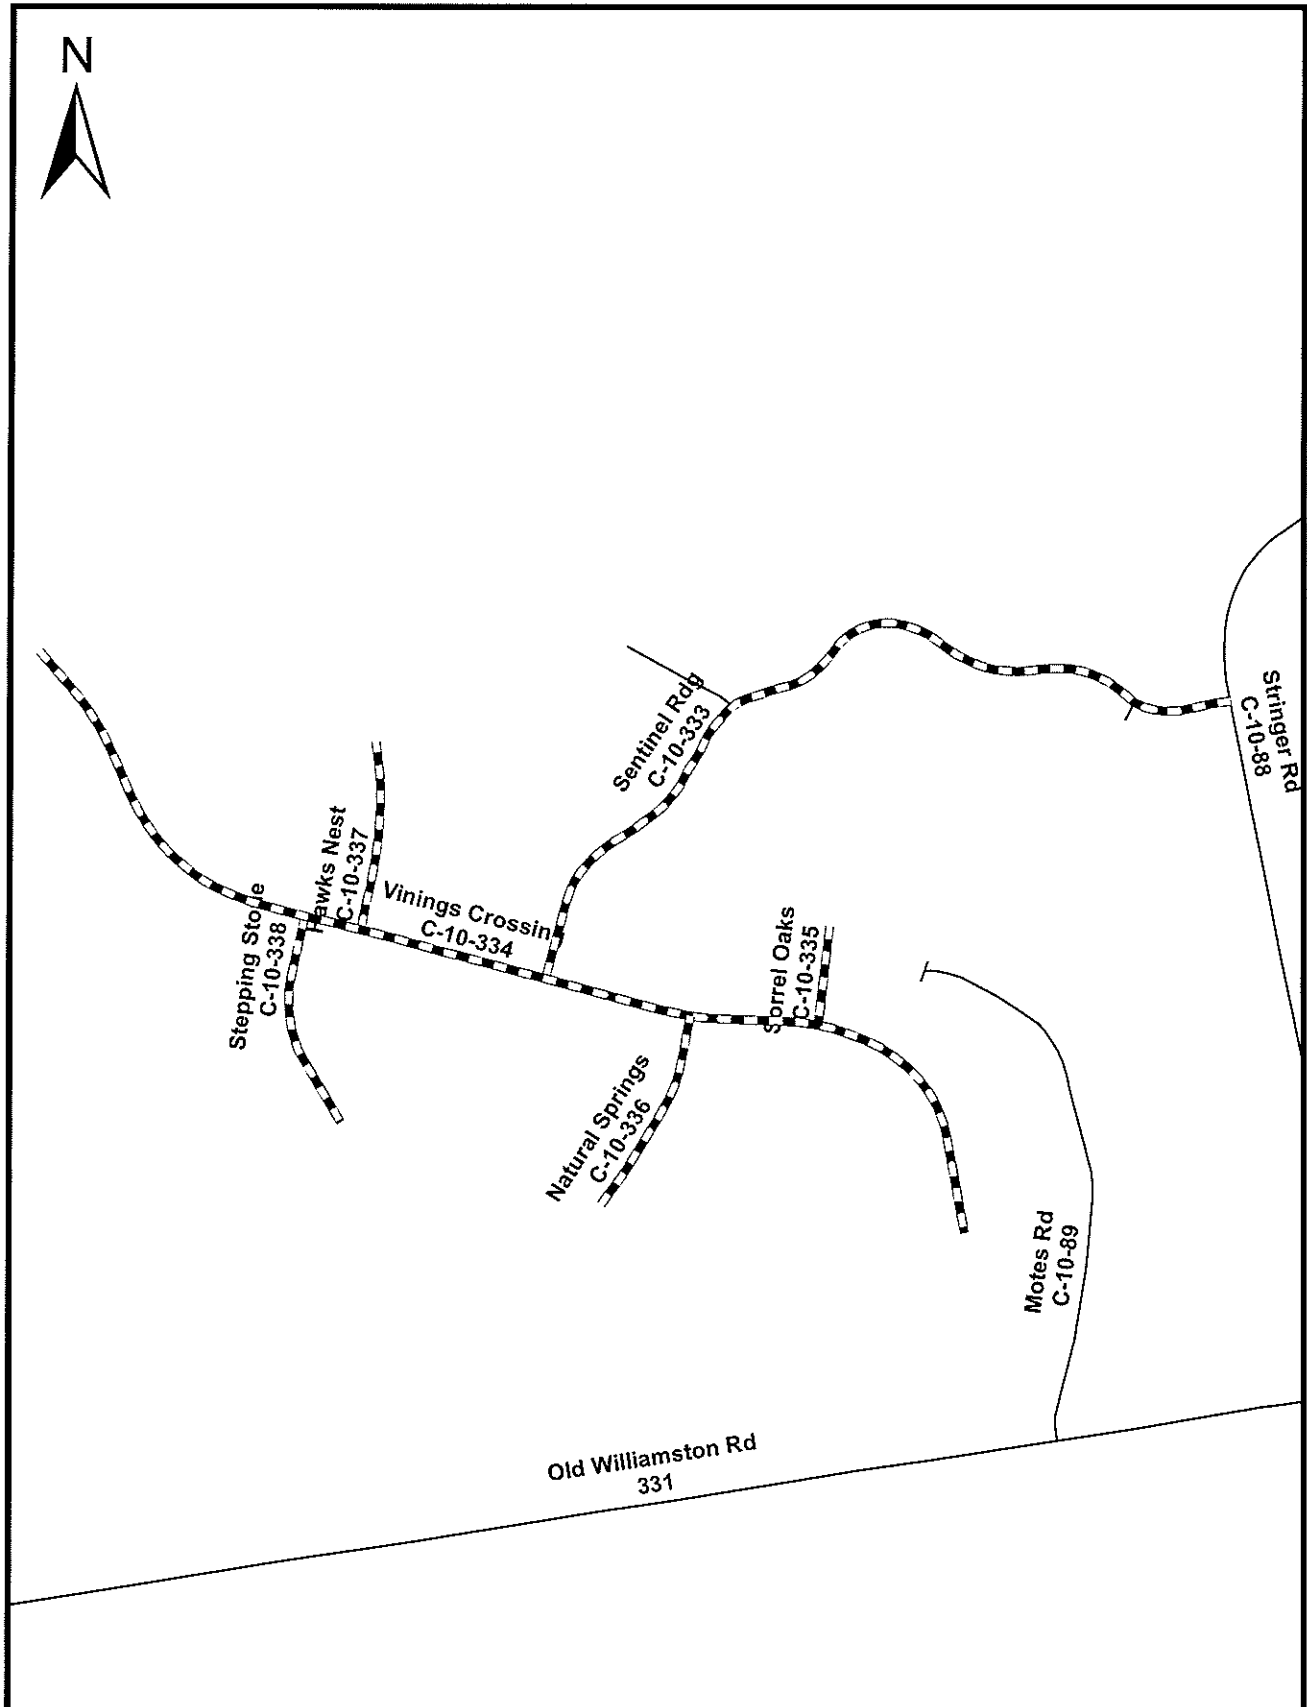 N
Stringer Rd
C-10-88
Sentinel Rdg
C-10-333
Hawks Nest
C-10-337
Vinings Crossin
C-10-334
Stepping Stone
C-10-338
Sorrel Oaks
C-10-335
Natural Springs
C-10-336
Motes Rd
C-10-89
Old Williamston Rd
331